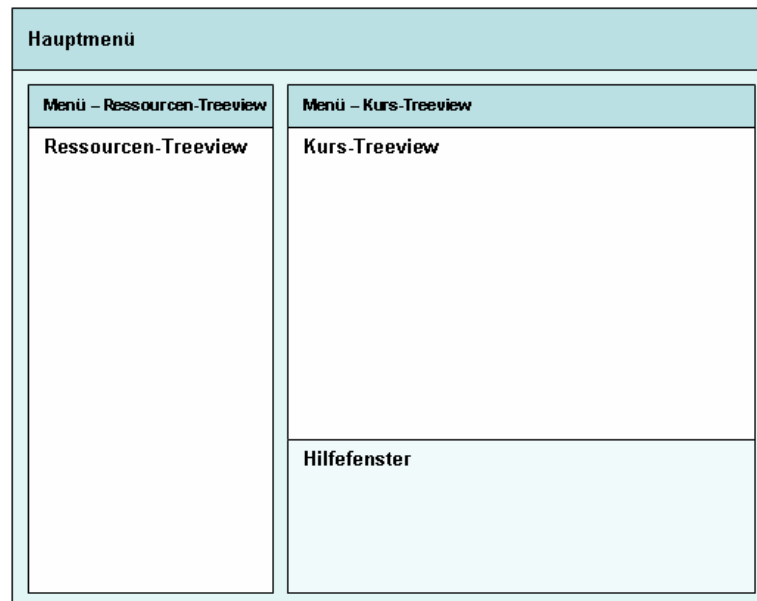 Hauptmenü
Menü – Ressourcen-Treeview
Menü – Kurs-Treeview
Ressourcen-Treeview
Kurs-Treeview
Hilfefenster